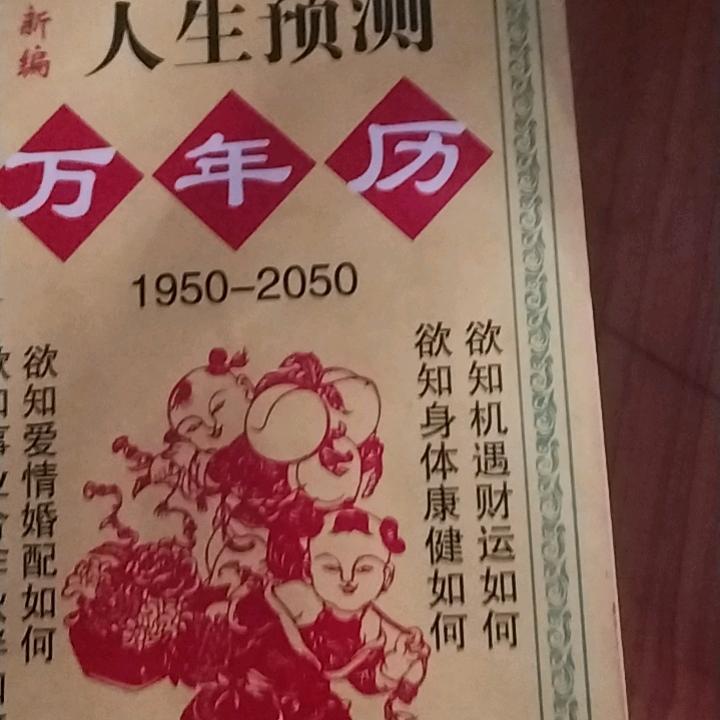 新编
人生预测
万年历
1950-2050
欲知机遇财运如何
欲知身体康健如何
欲知爱情婚配如何